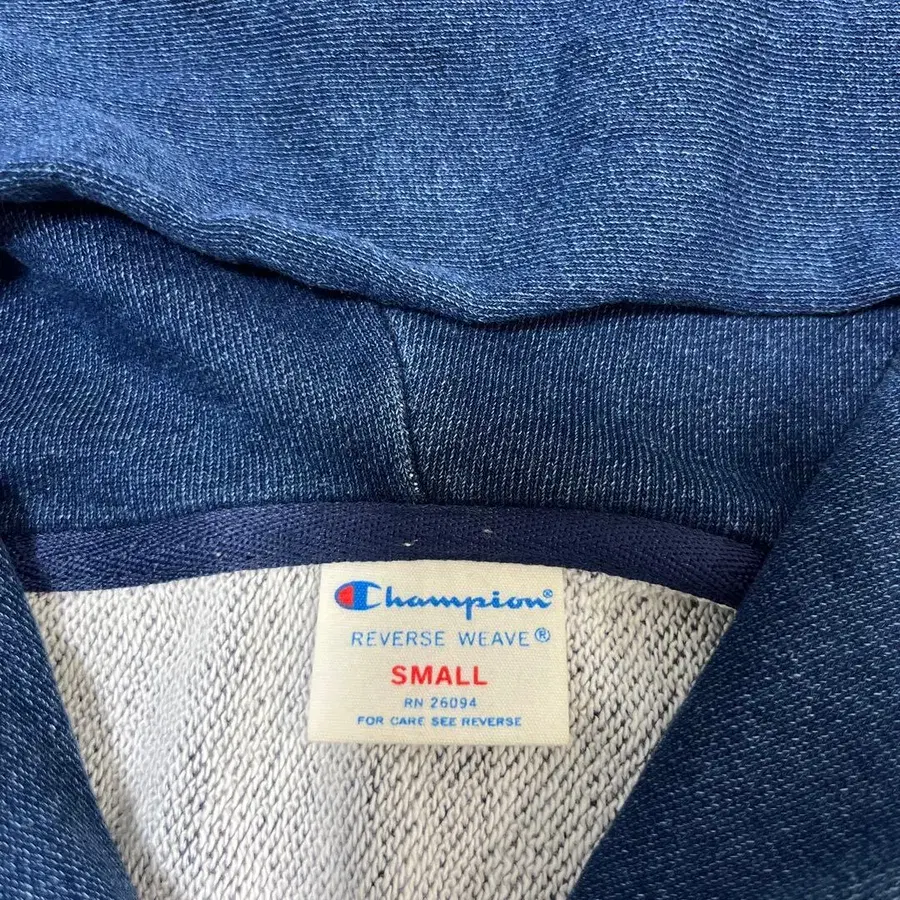 Champion®
REVERSE WEAVE®
SMALL
RN 26094
FOR CARE SEE REVERSE